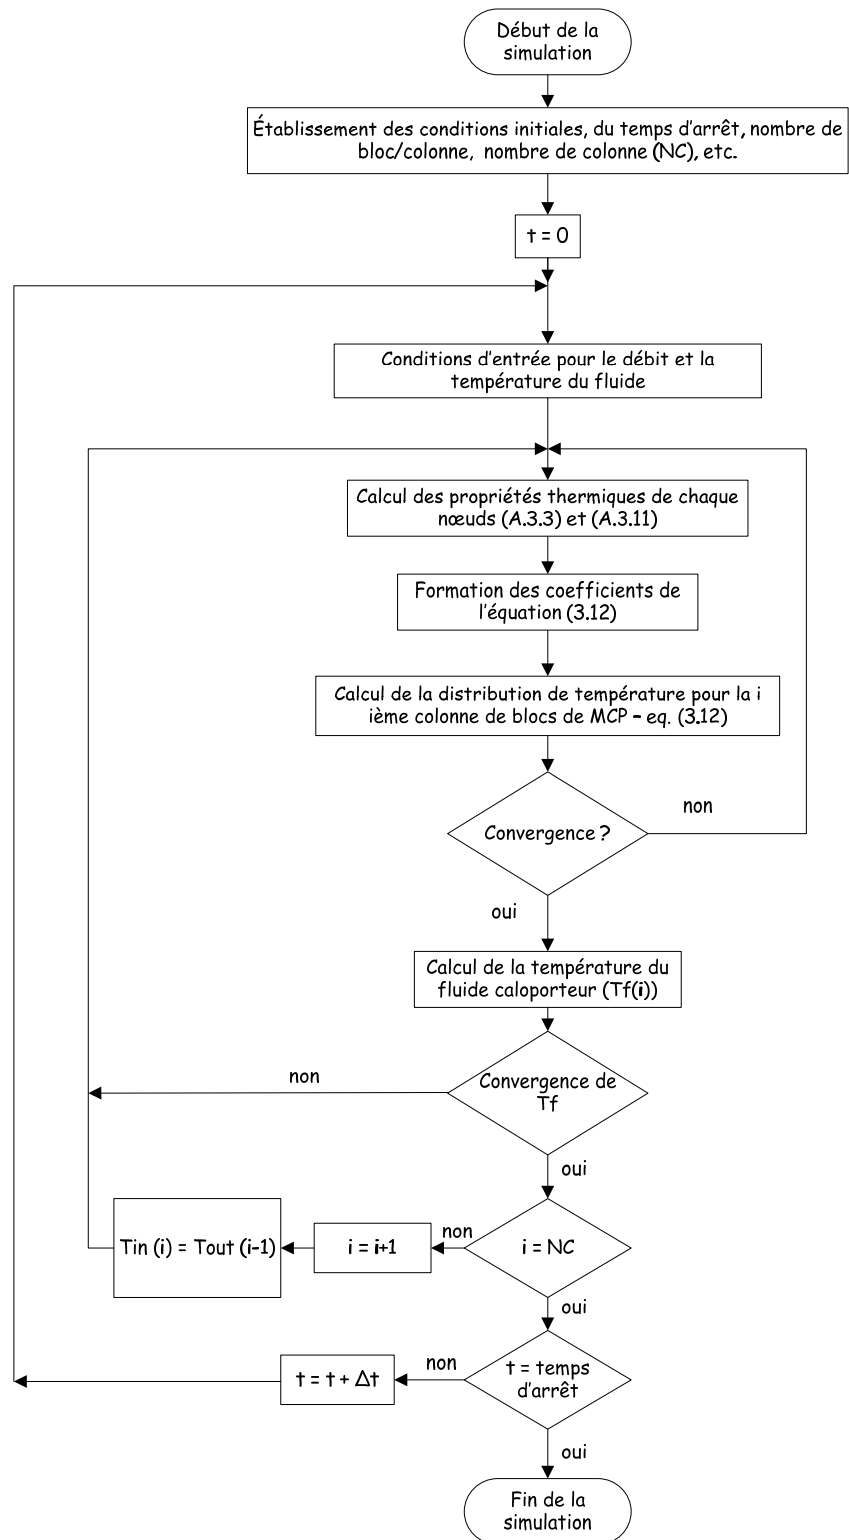 Début de la
simulation
Établissement des conditions initiales, du temps d'arrêt, nombre de
bloc/colonne, nombre de colonne (NC), etc.
t = 0
Conditions d'entrée pour le débit et la
température du fluide
Calcul des propriétés thermiques de chaque
nœuds (A.3.3) et (A.3.11)
Formation des coefficients de
l'équation (3.12)
Calcul de la distribution de température pour la i
ième colonne de blocs de MCP – eq. (3.12)
Convergence ?
non
oui
Calcul de la température du
fluide caloporteur (Tf(i))
Convergence de
Tf
non
oui
i = NC
non
i = i+1
Tin (i) = Tout (i-1)
oui
t = temps
d'arrêt
non
t = t + Δt
oui
Fin de la
simulation